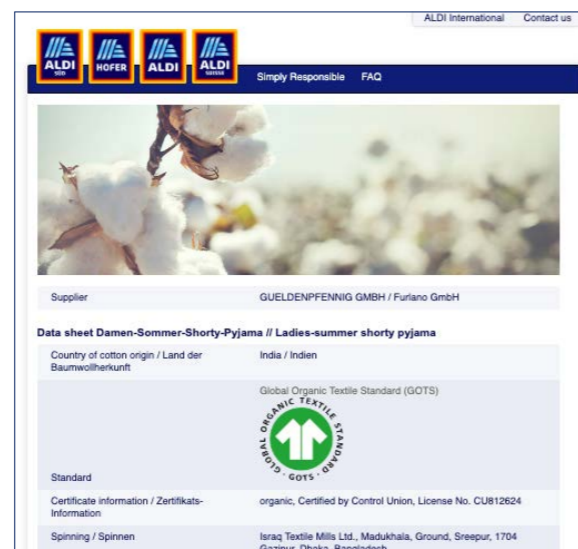 ALDI International Contact us
ALDI
SÜD
HOFER
ALDI
ALDI
SUISSE
Simply Responsible FAQ
Supplier GUELDENPFENNIG GMBH / Furlano GmbH
Data sheet Damen-Sommer-Shorty-Pyjama // Ladies-summer shorty pyjama
Country of cotton origin / Land der India / Indien
Baumwollherkunft
Global Organic Textile Standard (GOTS)
GLOBAL ORGANIC TEXTILE STANDARD · GOTS ·
Standard
Certificate information / Zertifikats- organic, Certified by Control Union, License No. CU812624
Information
Spinning / Spinnen Israq Textile Mills Ltd., Madukhala, Ground, Sreepur, 1704
Gazipur, Dhaka, Bangladesh